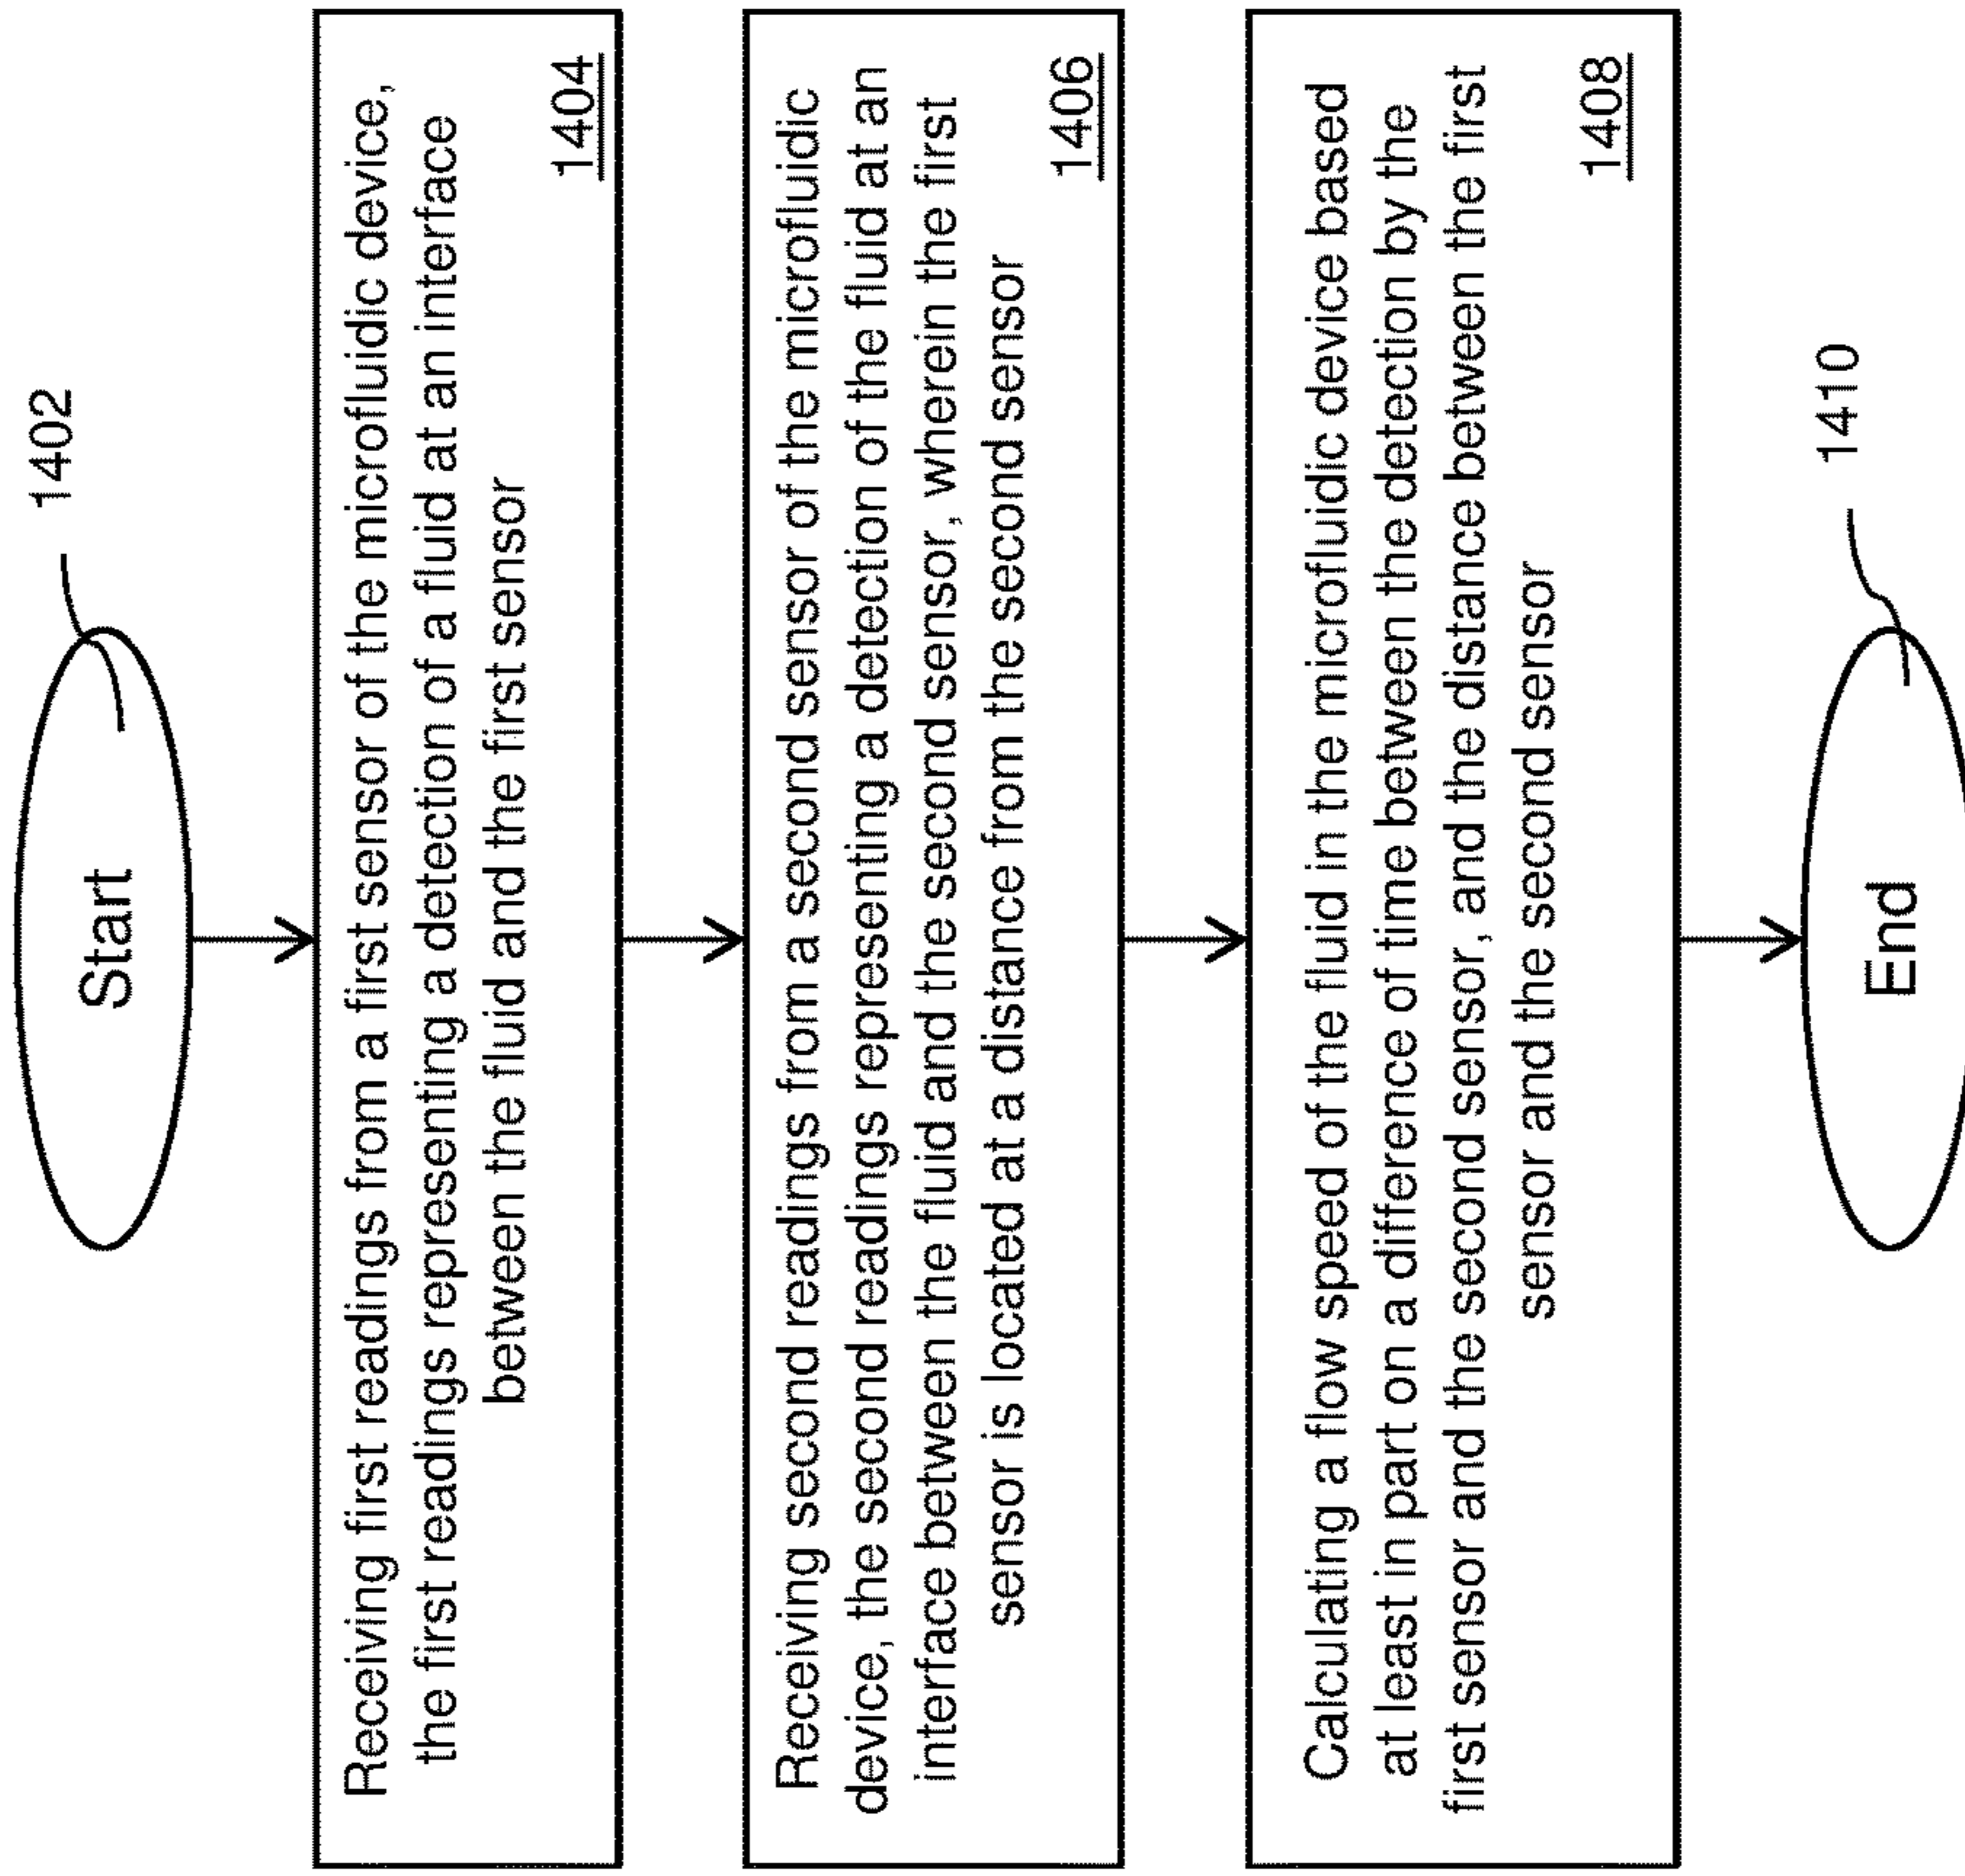 1402
Start
Receiving first readings from a first sensor of the microfluidic device,
the first readings representing a detection of a fluid at an interface
between the fluid and the first sensor
1404
Receiving second readings from a second sensor of the microfluidic
device, the second readings representing a detection of the fluid at an
interface between the fluid and the second sensor, wherein the first
sensor is located at a distance from the second sensor
1406
Calculating a flow speed of the fluid in the microfluidic device based
at least in part on a difference of time between the detection by the
first sensor and the second sensor, and the distance between the first
sensor and the second sensor
1408
1410
End